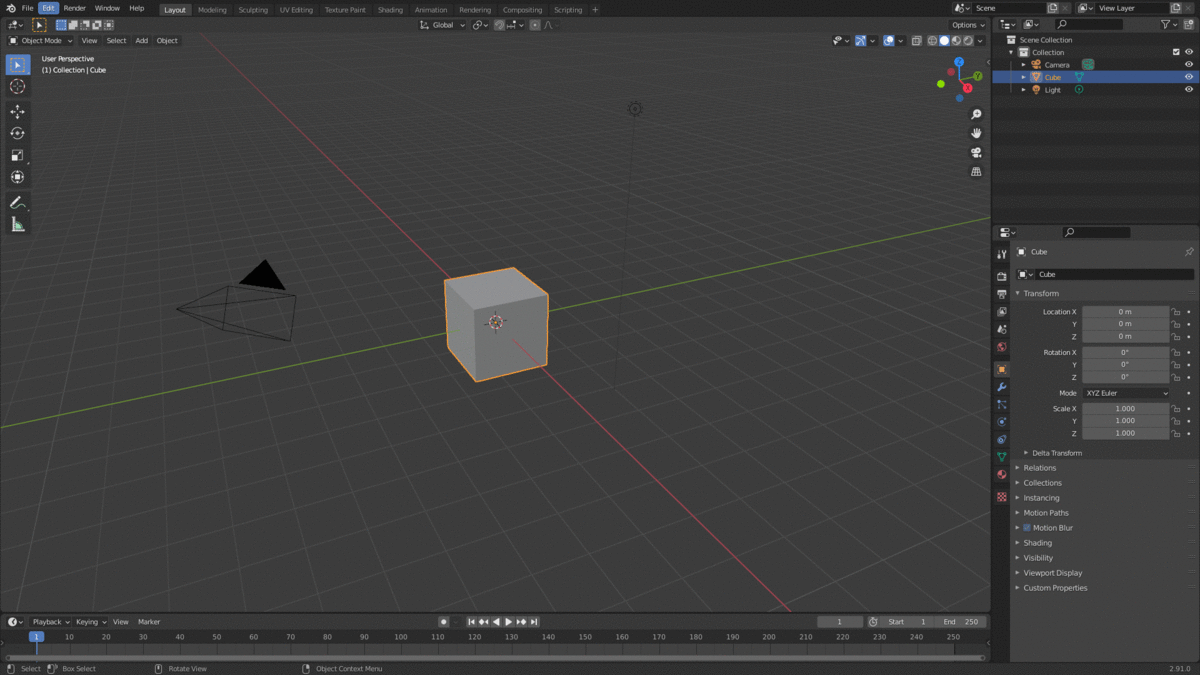 File Edit Render Window Help Layout Modeling Sculpting UV Editing Texture Paint Shading Animation Rendering Compositing Scripting + Scene View Layer
Global Options
Object Mode View Select Add Object
User Perspective
(1) Collection | Cube
Z
Y
X
Scene Collection
Collection
Camera
Cube
Light
Cube
Cube
Transform
Location X 0 m
Y 0 m
Z 0 m
Rotation X 0°
Y 0°
Z 0°
Mode XYZ Euler
Scale X 1.000
Y 1.000
Z 1.000
Delta Transform
Relations
Collections
Instancing
Motion Paths
Motion Blur
Shading
Visibility
Viewport Display
Custom Properties
Playback Keying View Marker 1 Start 1 End 250
1 10 20 30 40 50 60 70 80 90 100 110 120 130 140 150 160 170 180 190 200 210 220 230 240 250
Select Box Select Rotate View Object Context Menu 2.91.0